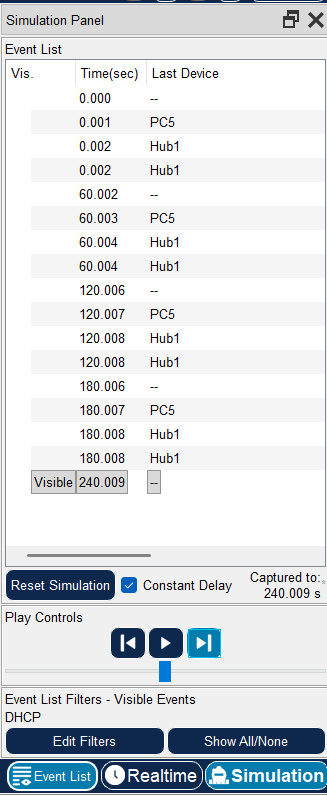 Simulation Panel
Event List
Vis. Time(sec) Last Device
0.000 --
0.001 PC5
0.002 Hub1
0.002 Hub1
60.002 --
60.003 PC5
60.004 Hub1
60.004 Hub1
120.006 --
120.007 PC5
120.008 Hub1
120.008 Hub1
180.006 --
180.007 PC5
180.008 Hub1
180.008 Hub1
Visible 240.009 --
Reset Simulation Constant Delay Captured to:
240.009 s
Play Controls
Event List Filters - Visible Events
DHCP
Edit Filters Show All/None
Event List Realtime Simulation